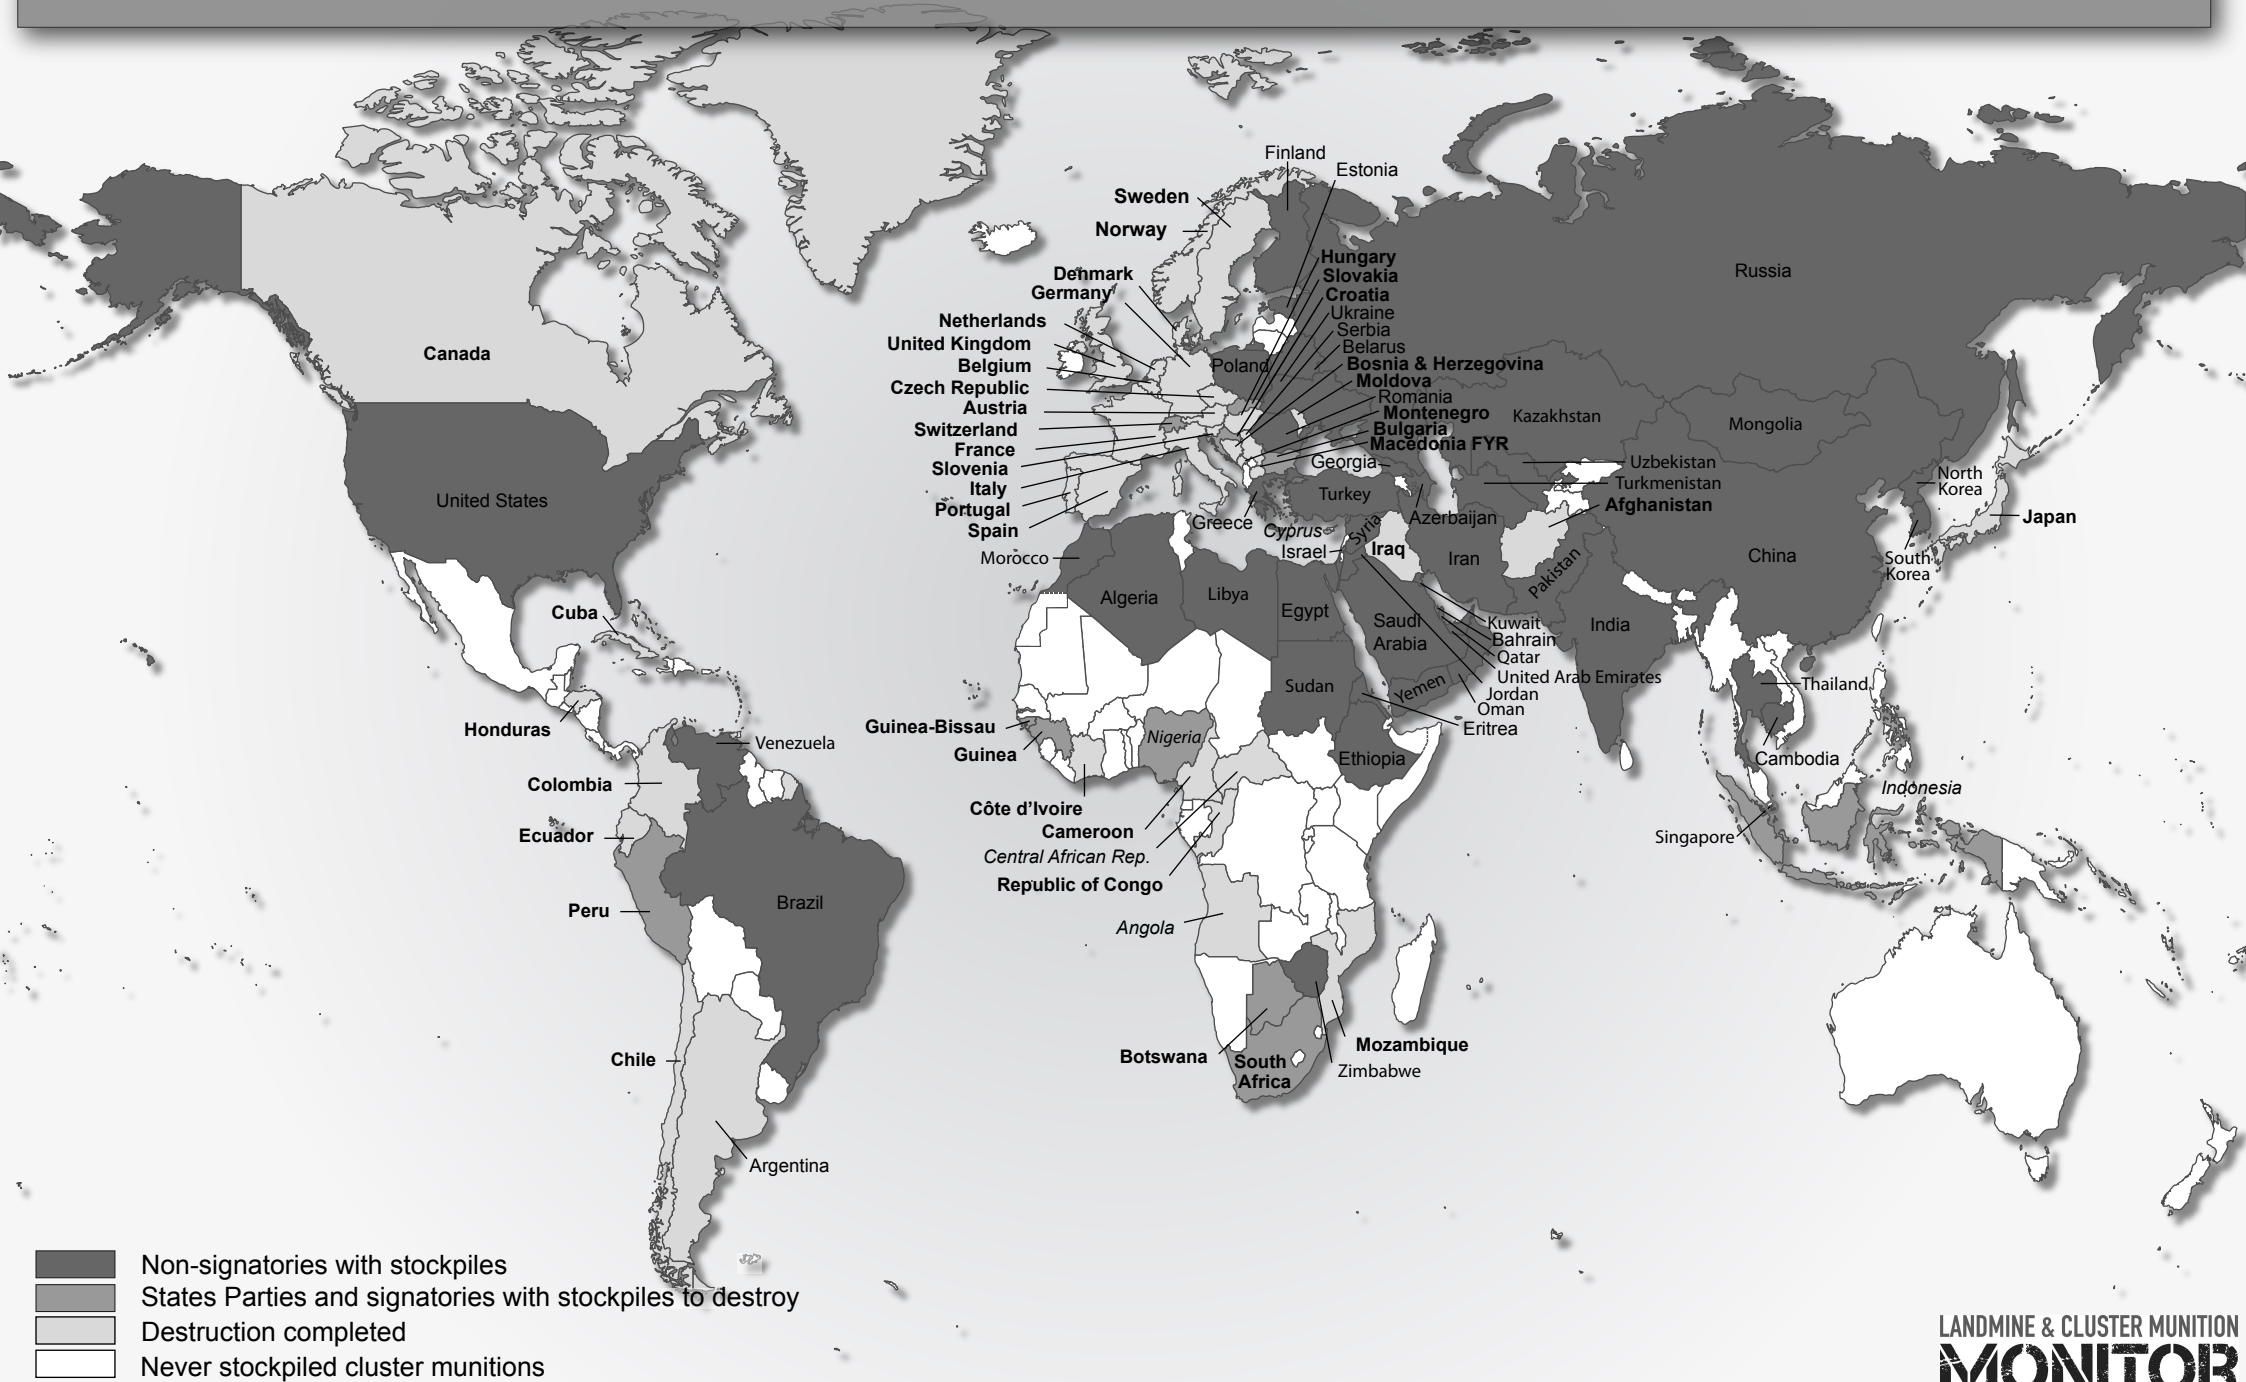 Finland
Estonia
Sweden
Norway
Denmark
Germany
Netherlands
United Kingdom
Belgium
Czech Republic
Austria
Switzerland
France
Slovenia
Italy
Portugal
Spain
Morocco
Hungary
Slovakia
Croatia
Ukraine
Serbia
Belarus
Bosnia & Herzegovina
Moldova
Romania
Montenegro
Bulgaria
Macedonia FYR
Poland
Russia
Kazakhstan
Mongolia
Georgia
Uzbekistan
Turkmenistan
Afghanistan
Turkey
Azerbaijan
Greece
Cyprus
Israel
Syria
Iraq
Iran
Pakistan
China
North
Korea
South
Korea
Japan
Canada
United States
Cuba
Honduras
Venezuela
Colombia
Ecuador
Peru
Brazil
Chile
Argentina
Algeria
Libya
Egypt
Saudi
Arabia
Kuwait
Bahrain
Qatar
United Arab Emirates
Jordan
Oman
Yemen
Eritrea
India
Sudan
Ethiopia
Thailand
Cambodia
Indonesia
Singapore
Guinea-Bissau
Guinea
Nigeria
Côte d'Ivoire
Cameroon
Central African Rep.
Republic of Congo
Angola
Botswana
South
Africa
Mozambique
Zimbabwe
Non-signatories with stockpiles
States Parties and signatories with stockpiles to destroy
Destruction completed
Never stockpiled cluster munitions
LANDMINE & CLUSTER MUNITION
MONITOR